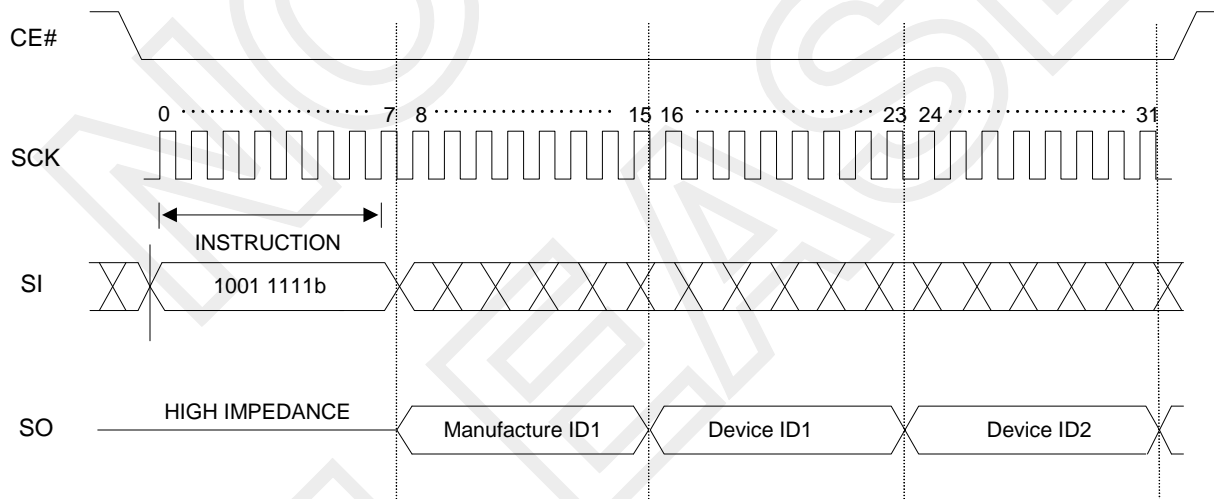 CE#
0 7 8 15 16 23 24 31
SCK
INSTRUCTION
SI 1001 1111b
HIGH IMPEDANCE
SO Manufacture ID1 Device ID1 Device ID2